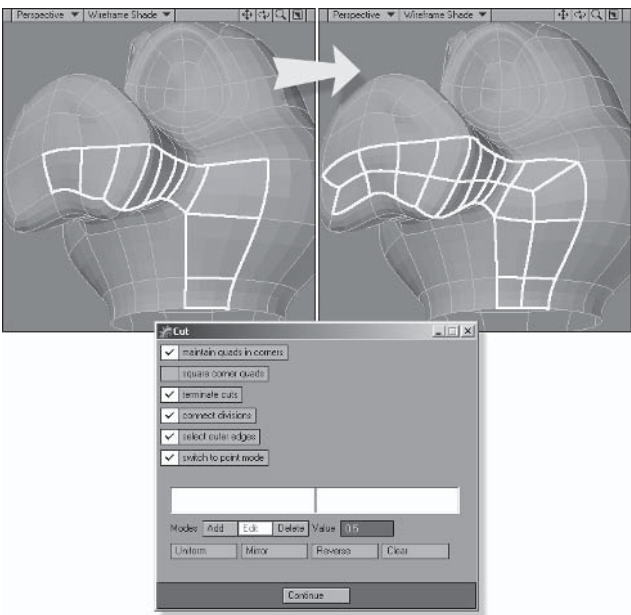 Perspective Wireframe Shade Perspective Wireframe Shade
Cut
maintain quads in corners
square corner quads
terminate cuts
connect divisions
select outer edges
switch to point mode
Modes Add Edit Delete Value 0.5
Uniform Mirror Reverse Clear
Continue